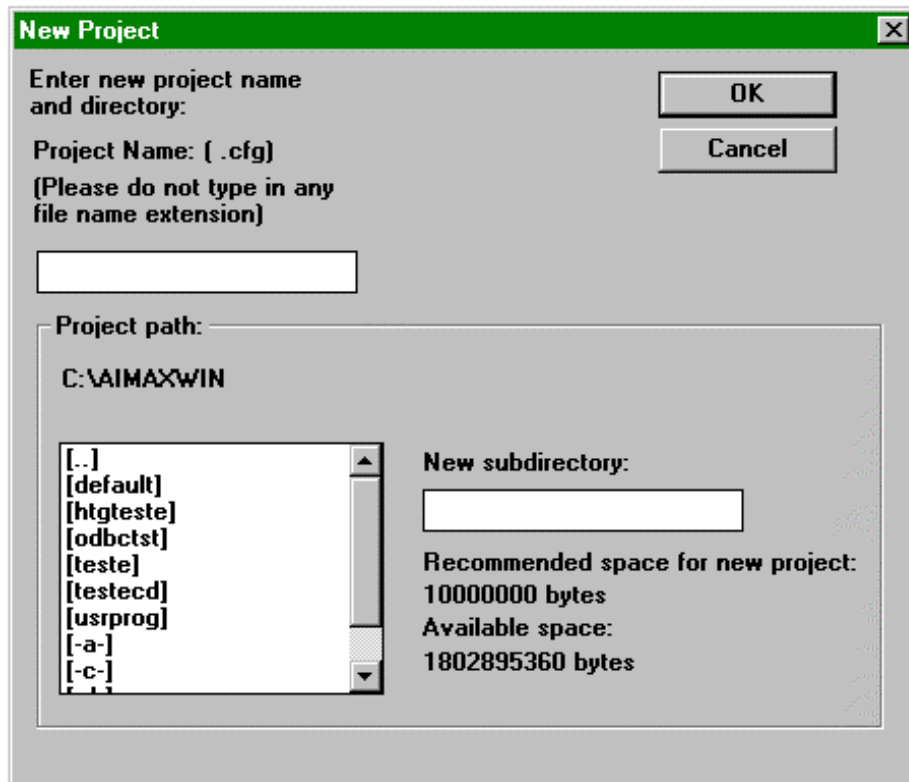 New Project
Enter new project name
and directory:
OK
Cancel
Project Name: ( .cfg)
(Please do not type in any
file name extension)
Project path:
C:\AIMAXWIN
[..]
[default]
[htgteste]
[odbctst]
[teste]
[testecd]
[usrprog]
[-a-]
[-c-]
New subdirectory:
Recommended space for new project:
10000000 bytes
Available space:
1802895360 bytes